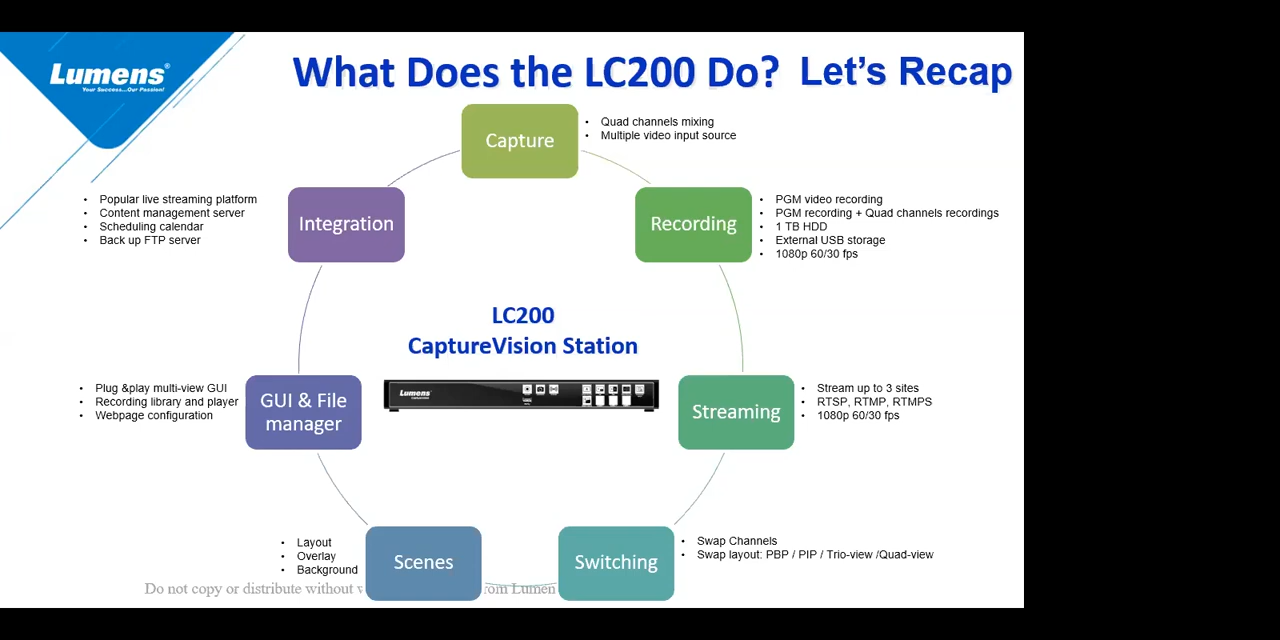 Lumens®
Your Success...Our Passion!
What Does the LC200 Do? Let's Recap
Capture
• Quad channels mixing
• Multiple video input source
Recording
• PGM video recording
• PGM recording + Quad channels recordings
• 1 TB HDD
• External USB storage
• 1080p 60/30 fps
Streaming
• Stream up to 3 sites
• RTSP, RTMP, RTMPS
• 1080p 60/30 fps
Switching
• Swap Channels
• Swap layout: PBP / PIP / Trio-view /Quad-view
Scenes
• Layout
• Overlay
• Background
GUI & File
manager
• Plug &play multi-view GUI
• Recording library and player
• Webpage configuration
Integration
• Popular live streaming platform
• Content management server
• Scheduling calendar
• Back up FTP server
LC200
CaptureVision Station
Lumens
Do not copy or distribute without